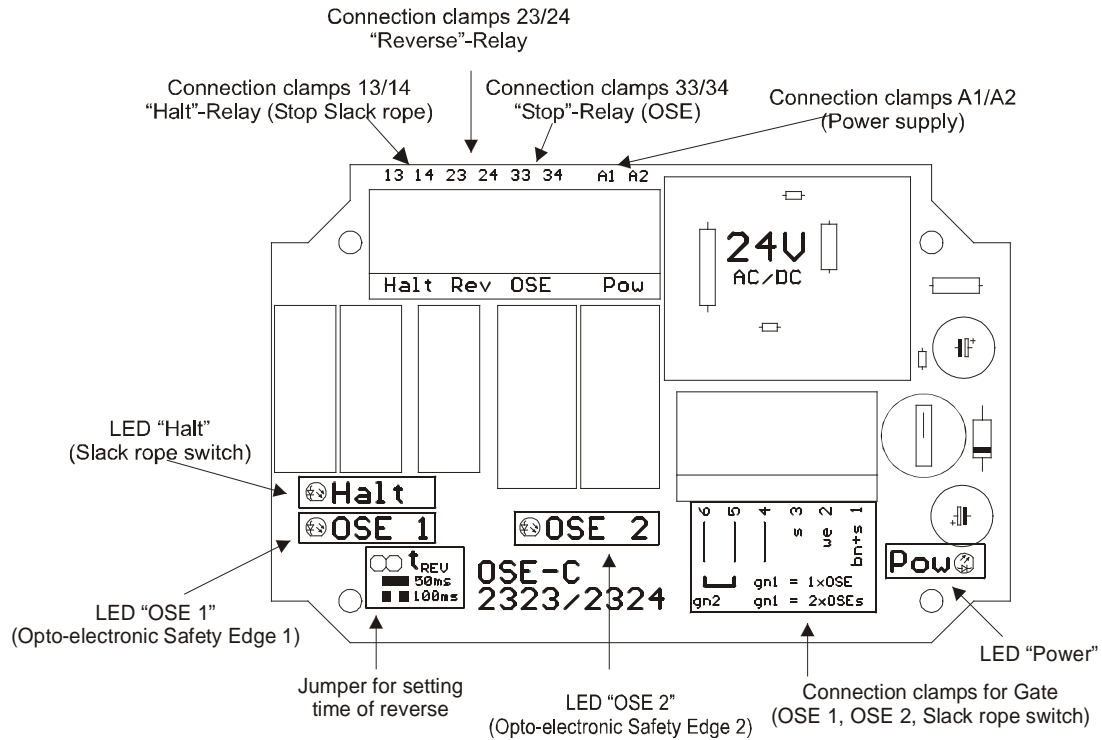 Connection clamps 23/24
“Reverse”-Relay
Connection clamps 13/14
“Halt”-Relay (Stop Slack rope)
Connection clamps 33/34
“Stop”-Relay (OSE)
Connection clamps A1/A2
(Power supply)
13 14 23 24 33 34 A1 A2
24V
AC/DC
Halt Rev OSE Pow
LED “Halt”
(Slack rope switch)
Halt
OSE 1
OSE 2
6 5 4 3 2 1
s we bn+s
Pow
tREV
50ms
100ms
OSE-C
2323/2324
gn1 = 1xOSE
gn2 gn1 = 2xOSEs
LED “OSE 1”
(Opto-electronic Safety Edge 1)
LED “Power”
Jumper for setting
time of reverse
LED “OSE 2”
(Opto-electronic Safety Edge 2)
Connection clamps for Gate
(OSE 1, OSE 2, Slack rope switch)